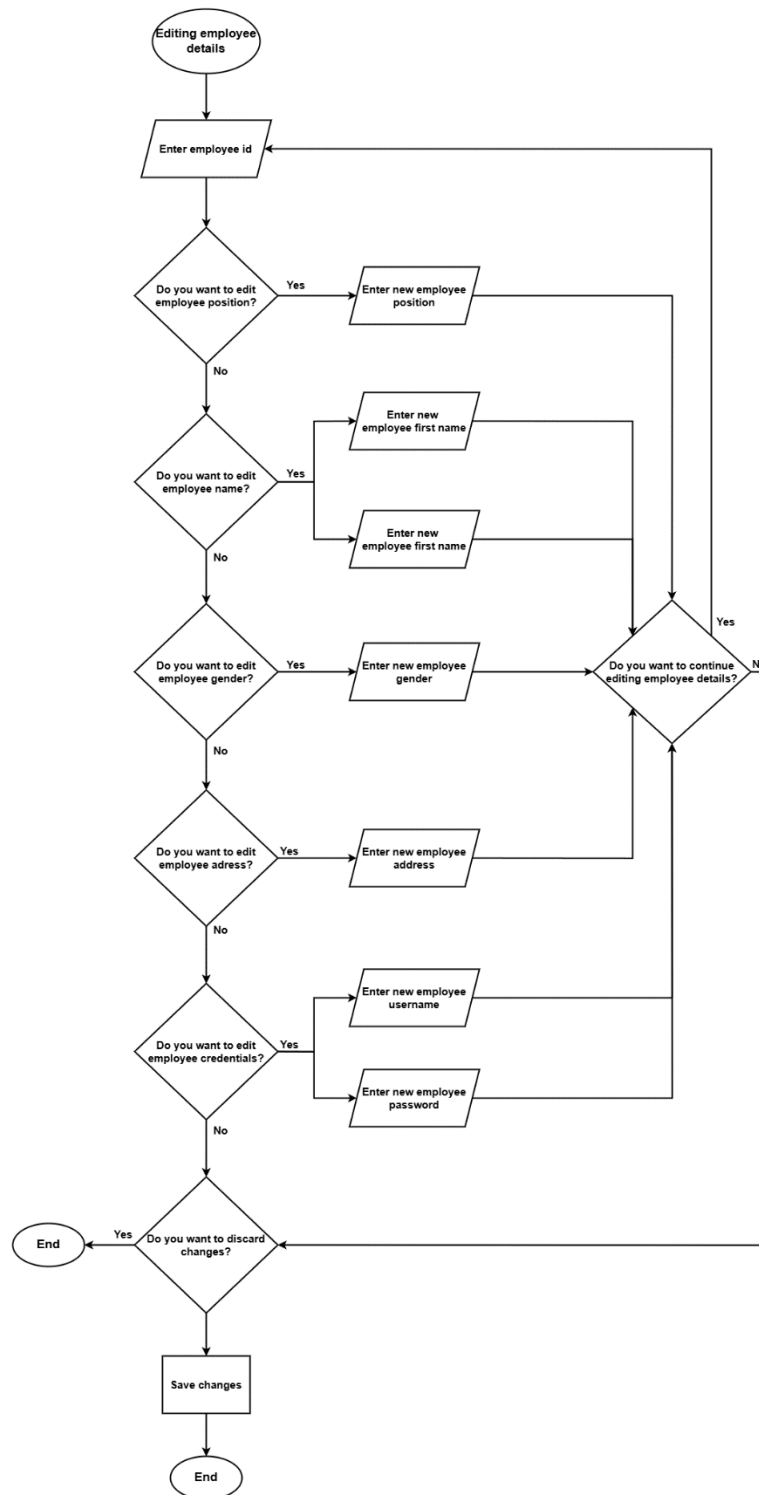 Editing employee
details
Enter employee id
Do you want to edit
employee position?
Yes
Enter new employee
position
No
Do you want to edit
employee name?
Yes
Enter new
employee first name
Enter new
employee first name
No
Do you want to edit
employee gender?
Yes
Enter new employee
gender
Do you want to continue
editing employee details?
Yes
N
No
Do you want to edit
employee adress?
Yes
Enter new employee
address
No
Do you want to edit
employee credentials?
Yes
Enter new employee
username
Enter new employee
password
No
Do you want to discard
changes?
Yes
End
Save changes
End